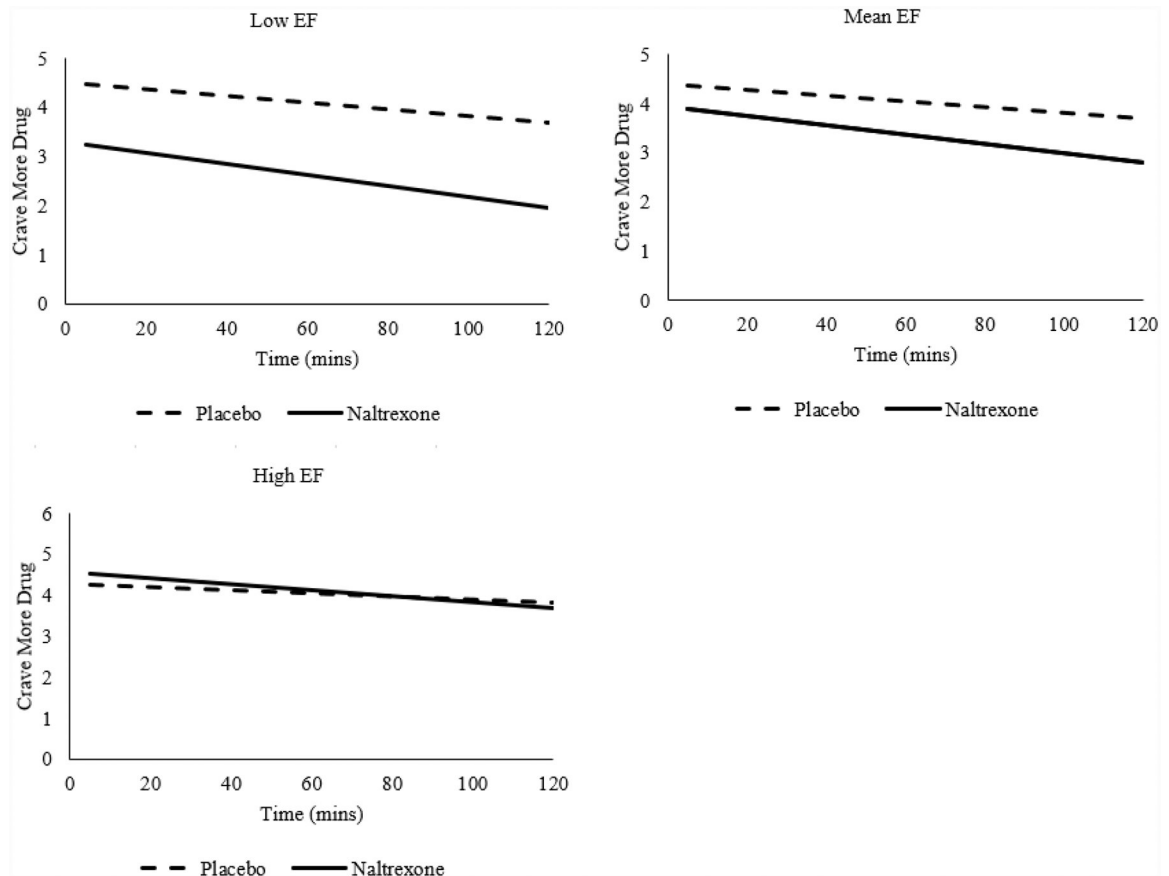 Low EF
Crave More Drug
5
4
3
2
1
0
0 20 40 60 80 100 120
Time (mins)
Placebo Naltrexone
Mean EF
Crave More Drug
5
4
3
2
1
0
0 20 40 60 80 100 120
Time (mins)
Placebo Naltrexone
High EF
Crave More Drug
6
5
4
3
2
1
0
0 20 40 60 80 100 120
Time (mins)
Placebo Naltrexone